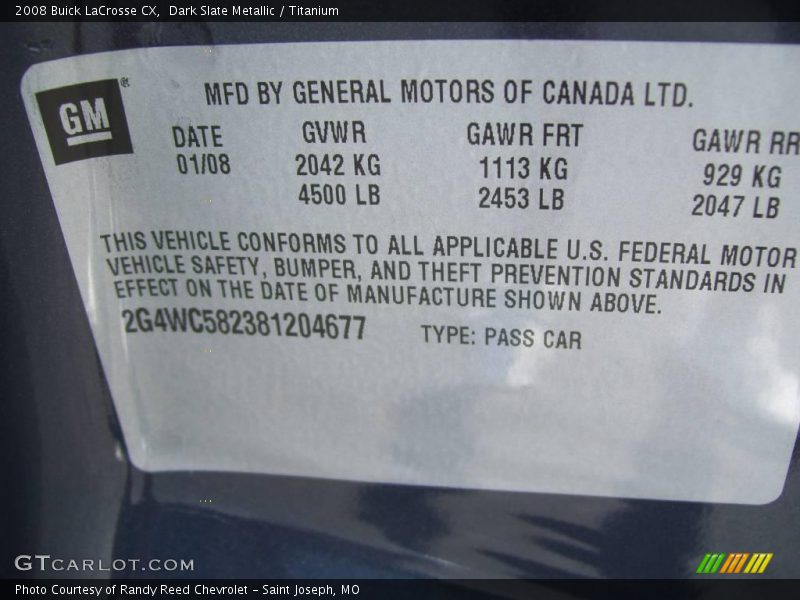 2008 Buick LaCrosse CX,  Dark Slate Metallic / Titanium
GM®
MFD BY GENERAL MOTORS OF CANADA LTD.
DATE GVWR GAWR FRT GAWR RR
01/08 2042 KG 1113 KG 929 KG
4500 LB 2453 LB 2047 LB
THIS VEHICLE CONFORMS TO ALL APPLICABLE U.S. FEDERAL MOTOR
VEHICLE SAFETY, BUMPER, AND THEFT PREVENTION STANDARDS IN
EFFECT ON THE DATE OF MANUFACTURE SHOWN ABOVE.
2G4WC582381204677 TYPE: PASS CAR
GTCARLOT.COM
Photo Courtesy of Randy Reed Chevrolet - Saint Joseph, MO